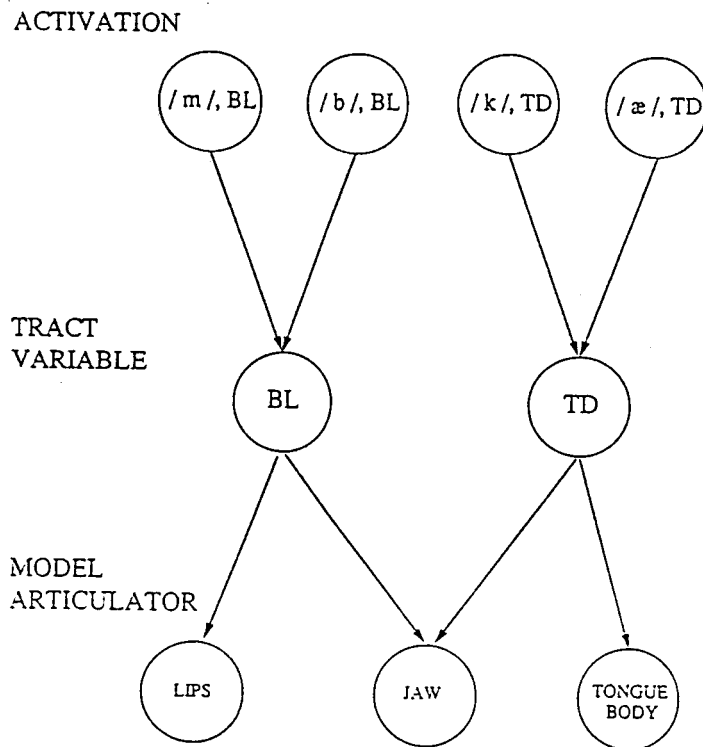 ACTIVATION
/ m /, BL
/ b /, BL
/ k /, TD
/ æ /, TD
TRACT
VARIABLE
BL
TD
MODEL
ARTICULATOR
LIPS
JAW
TONGUE
BODY